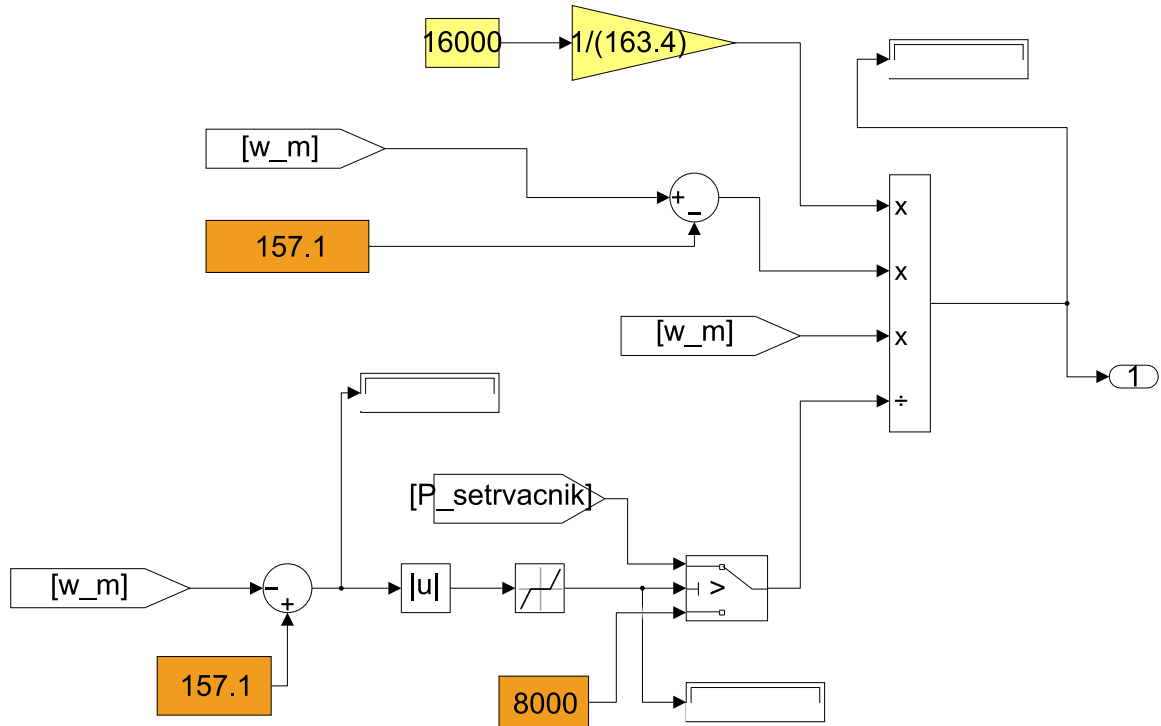 16000
1/(163.4)
[w_m]
+
−
157.1
x
x
[w_m]
x
÷
1
[P_setrvacnik]
[w_m]
−
+
|u|
>
157.1
8000